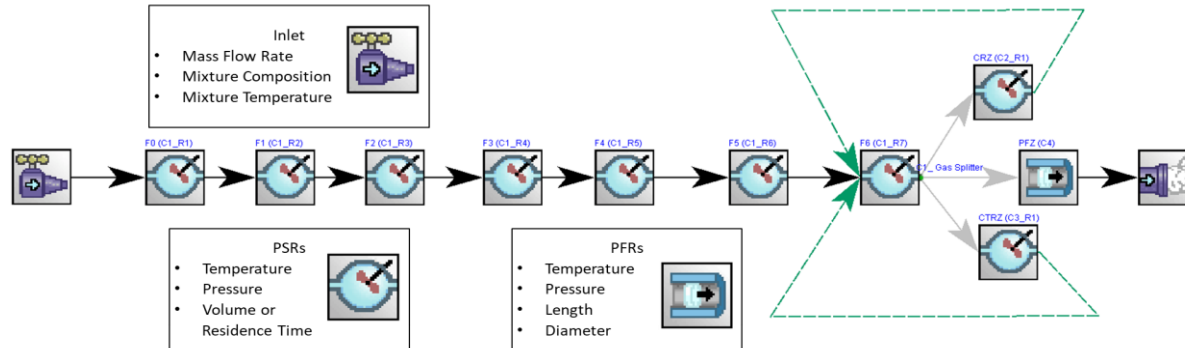 Inlet
• Mass Flow Rate
• Mixture Composition
• Mixture Temperature
CRZ (C2_R1)
F0 (C1_R1)
F1 (C1_R2)
F2 (C1_R3)
F3 (C1_R4)
F4 (C1_R5)
F5 (C1_R6)
F6 (C1_R7)
C1_ Gas Splitter
PFZ (C4)
CTRZ (C3_R1)
PSRs
• Temperature
• Pressure
• Volume or
Residence Time
PFRs
• Temperature
• Pressure
• Length
• Diameter